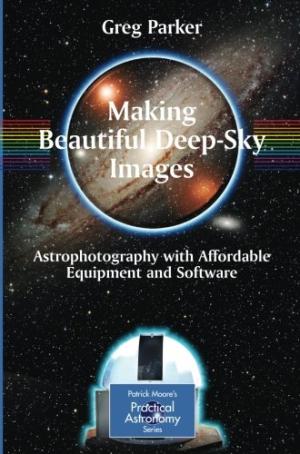 Greg Parker
Making
Beautiful Deep-Sky
Images
Astrophotography with Affordable
Equipment and Software
Patrick Moore's
Practical
Astronomy
Series